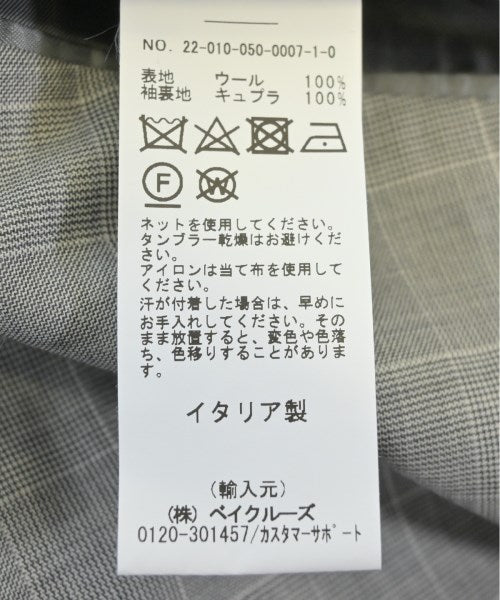 NO. 22-010-050-0007-1-0
表地 ウール 100%
袖裏地 キュプラ 100%
F W
ネットを使用してください。
タンブラー乾燥はお避けくだ
さい。
アイロンは当て布を使用して
ください。
汗が付着した場合は、早めに
お手入れしてください。その
まま放置すると、変色や色落
ち、色移りすることがありま
す。
イタリア製
(輸入元)
(株) ベイクルーズ
0120-301457/カスタマーサポート